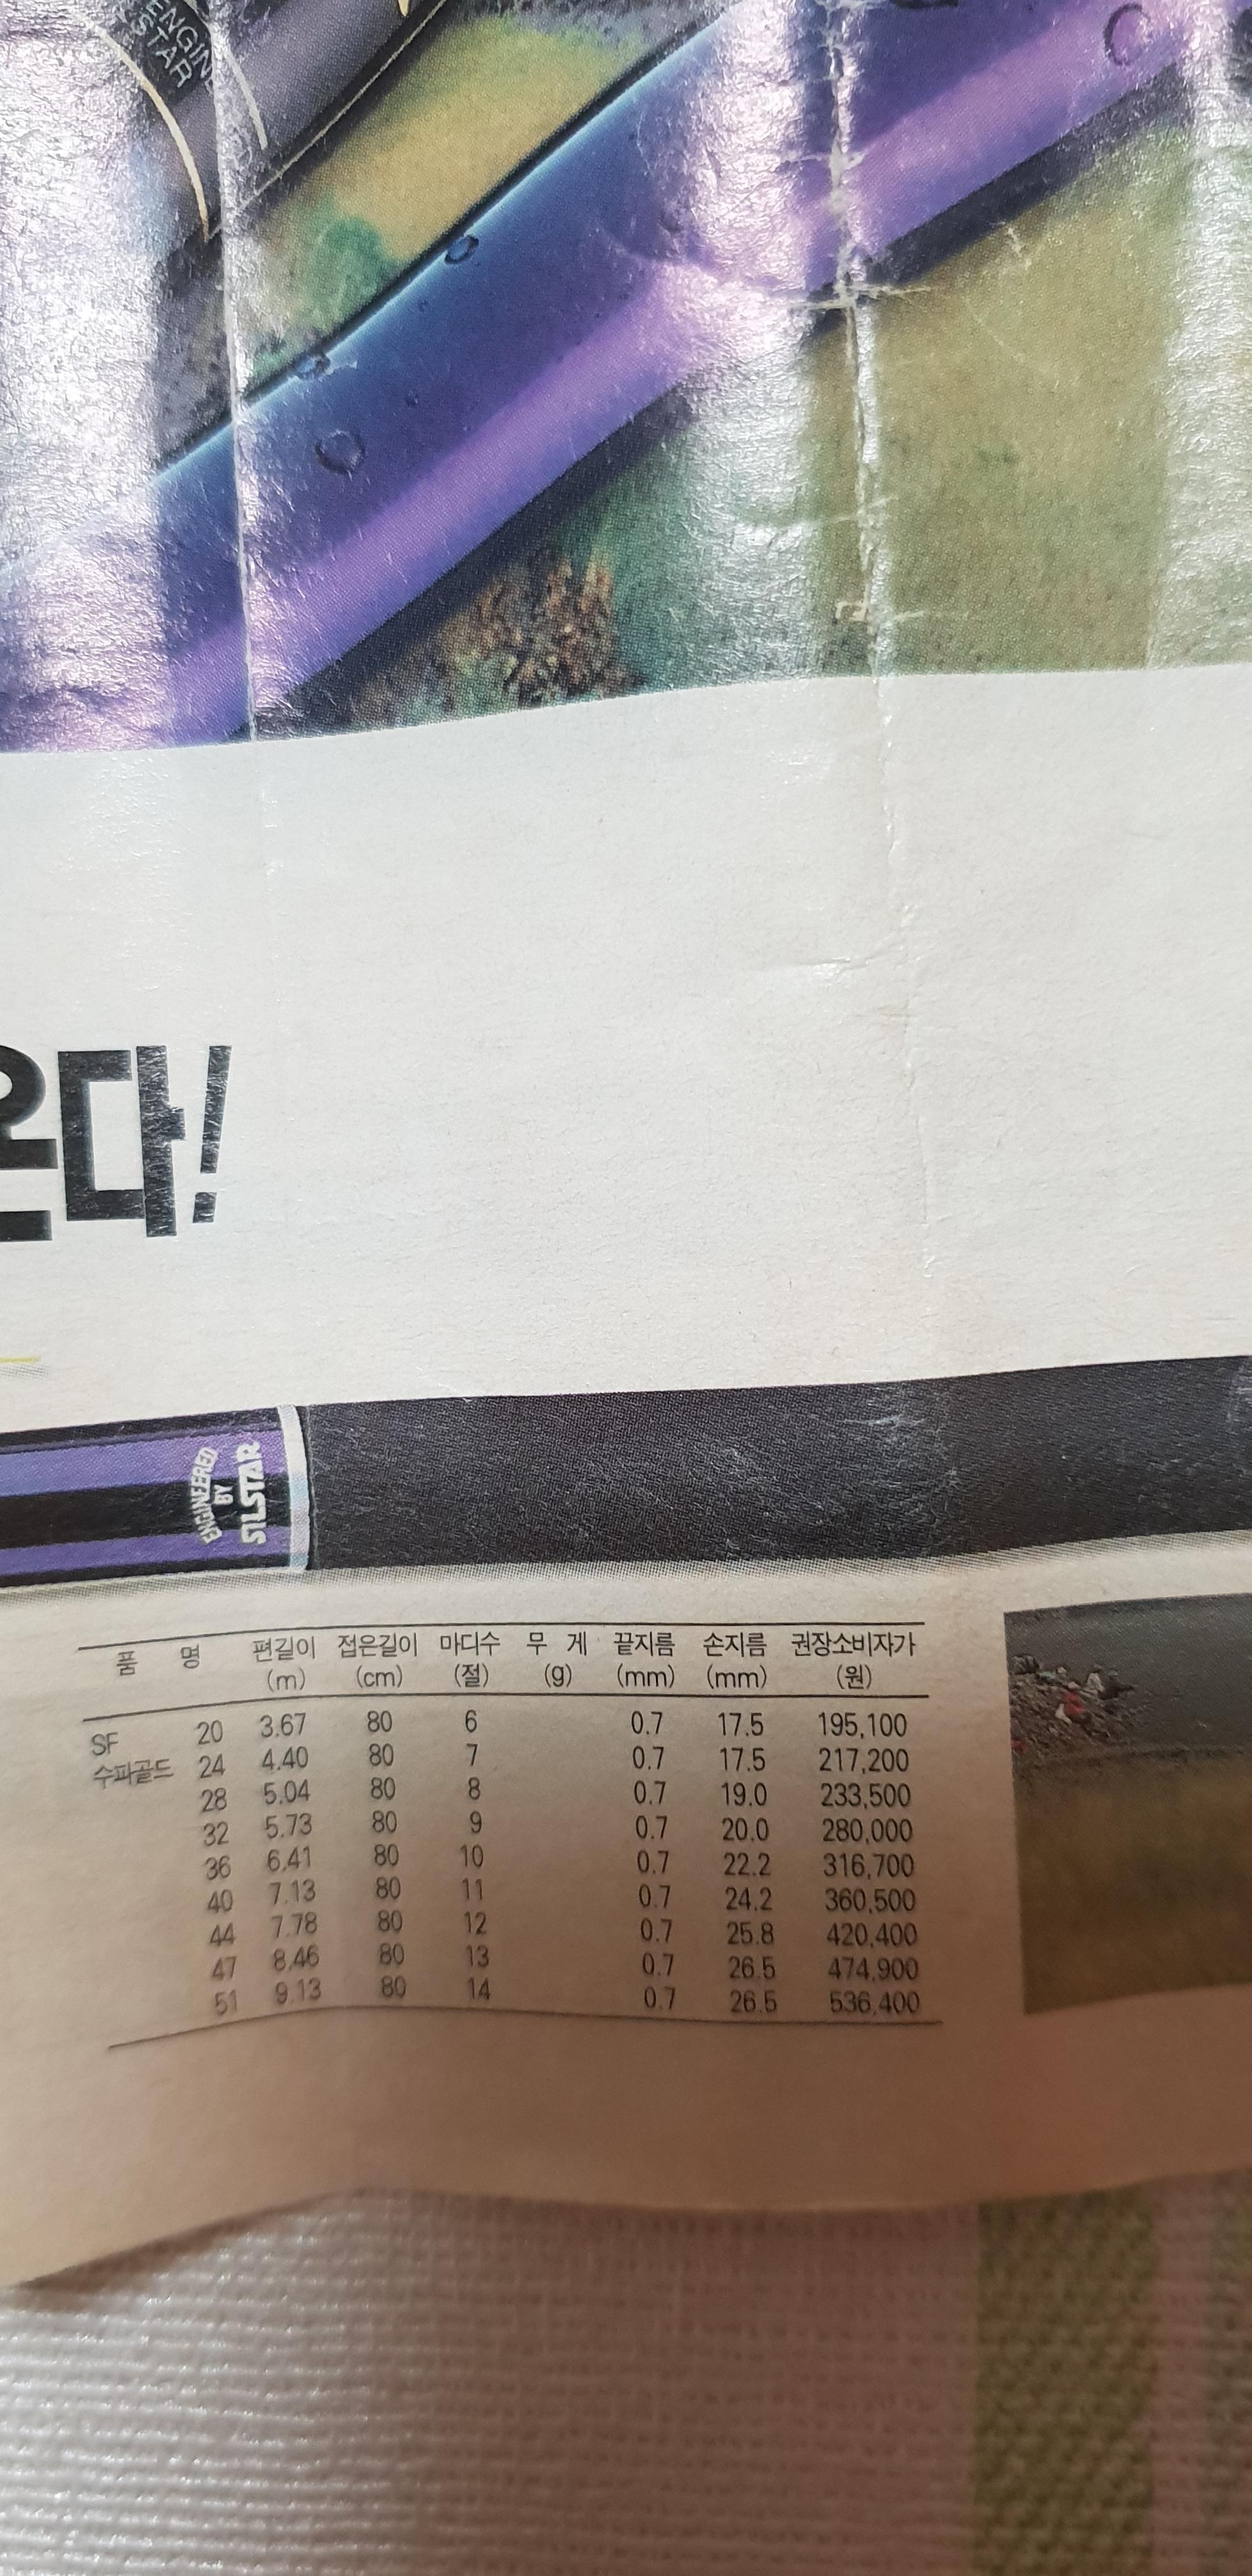 ENGIN
STAR
온다!
ENGINEERED
BY
SILSTAR
품 명 편길이 접은길이 마디수 무 게 끝지름 손지름 권장소비자가
(m) (cm) (절) (g) (mm) (mm) (원)
SF 20 3.67 80 6 0.7 17.5 195,100
수파골드 24 4.40 80 7 0.7 17.5 217,200
28 5.04 80 8 0.7 19.0 233,500
32 5.73 80 9 0.7 20.0 280,000
36 6.41 80 10 0.7 22.2 316,700
40 7.13 80 11 0.7 24.2 360,500
44 7.78 80 12 0.7 25.8 420,400
47 8.46 80 13 0.7 26.5 474,900
51 9.13 80 14 0.7 26.5 536,400